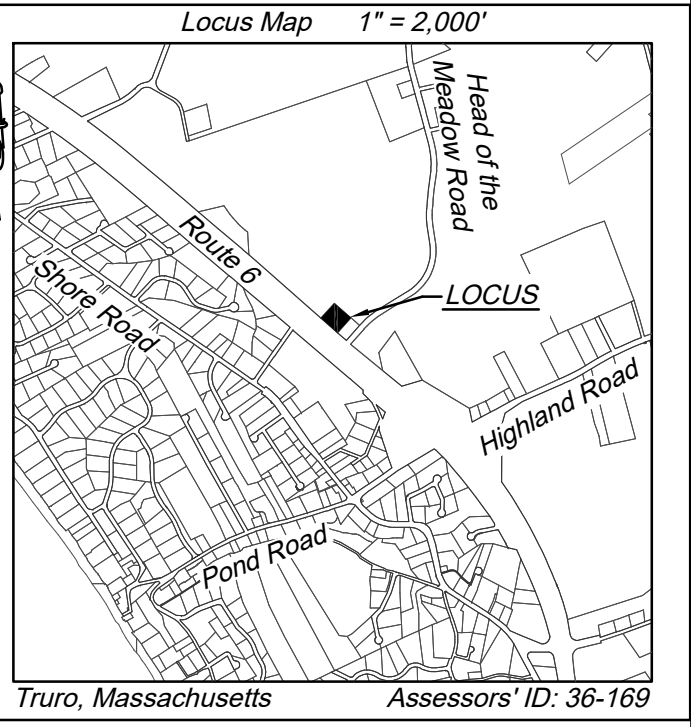 Locus Map 1" = 2,000'
Head of the
Meadow Road
Route 6
Shore Road
LOCUS
Highland Road
Pond Road
Truro, Massachusetts Assessors' ID: 36-169